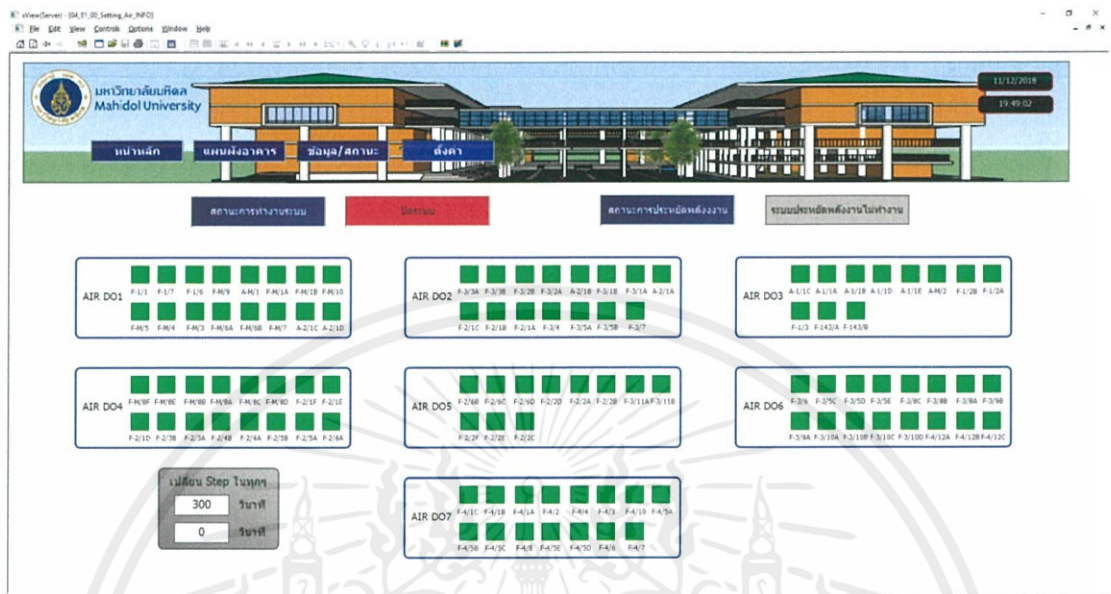 xView(Server) - [04_01_00_Setting_Air_INFO]
File Edit View Controls Options Window Help
มหาวิทยาลัยมหิดล
Mahidol University
11/12/2018
19:49:02
หน้าหลัก แผนผังอาคาร ข้อมูล/สถานะ ตั้งค่า
สถานะการทำงานระบบ ปิดระบบ สถานะการประหยัดพลังงงาน ระบบประหยัดพลังงานไม่ทำงาน
AIR DO1
F-1/1 F-1/7 F-1/6 F-M/9 A-M/1 F-M/1A F-M/1B F-M/10
F-M/5 F-M/4 F-M/3 F-M/6A F-M/6B F-M/7 A-2/1C A-2/1D
AIR DO2
F-3/3A F-3/3B F-3/2B F-3/2A A-2/1B F-3/1B F-3/1A A-2/1A
F-2/1C F-2/1B F-2/1A F-3/4 F-3/5A F-3/5B F-3/7
AIR DO3
A-1/1C A-1/1A A-1/1B A-1/1D A-1/1E A-M/2 F-1/2B F-1/2A
F-1/3 F-143/A F-143/B
AIR DO4
F-M/8F F-M/8E F-M/8B F-M/8A F-M/8C F-M/8D F-2/1F F-2/1E
F-2/1D F-2/3B F-2/3A F-2/4B F-2/4A F-2/5B F-2/5A F-2/6A
AIR DO5
F-2/6B F-2/6C F-2/6D F-2/2D F-2/2A F-2/2B F-3/11A F-3/11B
F-2/2F F-2/2E F-2/2C
AIR DO6
F-3/6 F-3/5C F-3/5D F-3/5E F-3/8C F-3/8B F-3/8A F-3/9B
F-3/9A F-3/10A F-3/10B F-3/10C F-3/10D F-4/12A F-4/12B F-4/12C
เปลี่ยน Step ในทุกๆ
300 วินาที
0 วินาที
AIR DO7
F-4/1C F-4/1B F-4/1A F-4/2 F-4/4 F-4/3 F-4/10 F-4/5A
F-4/5B F-4/5C F-4/8 F-4/5E F-4/5D F-4/6 F-4/7